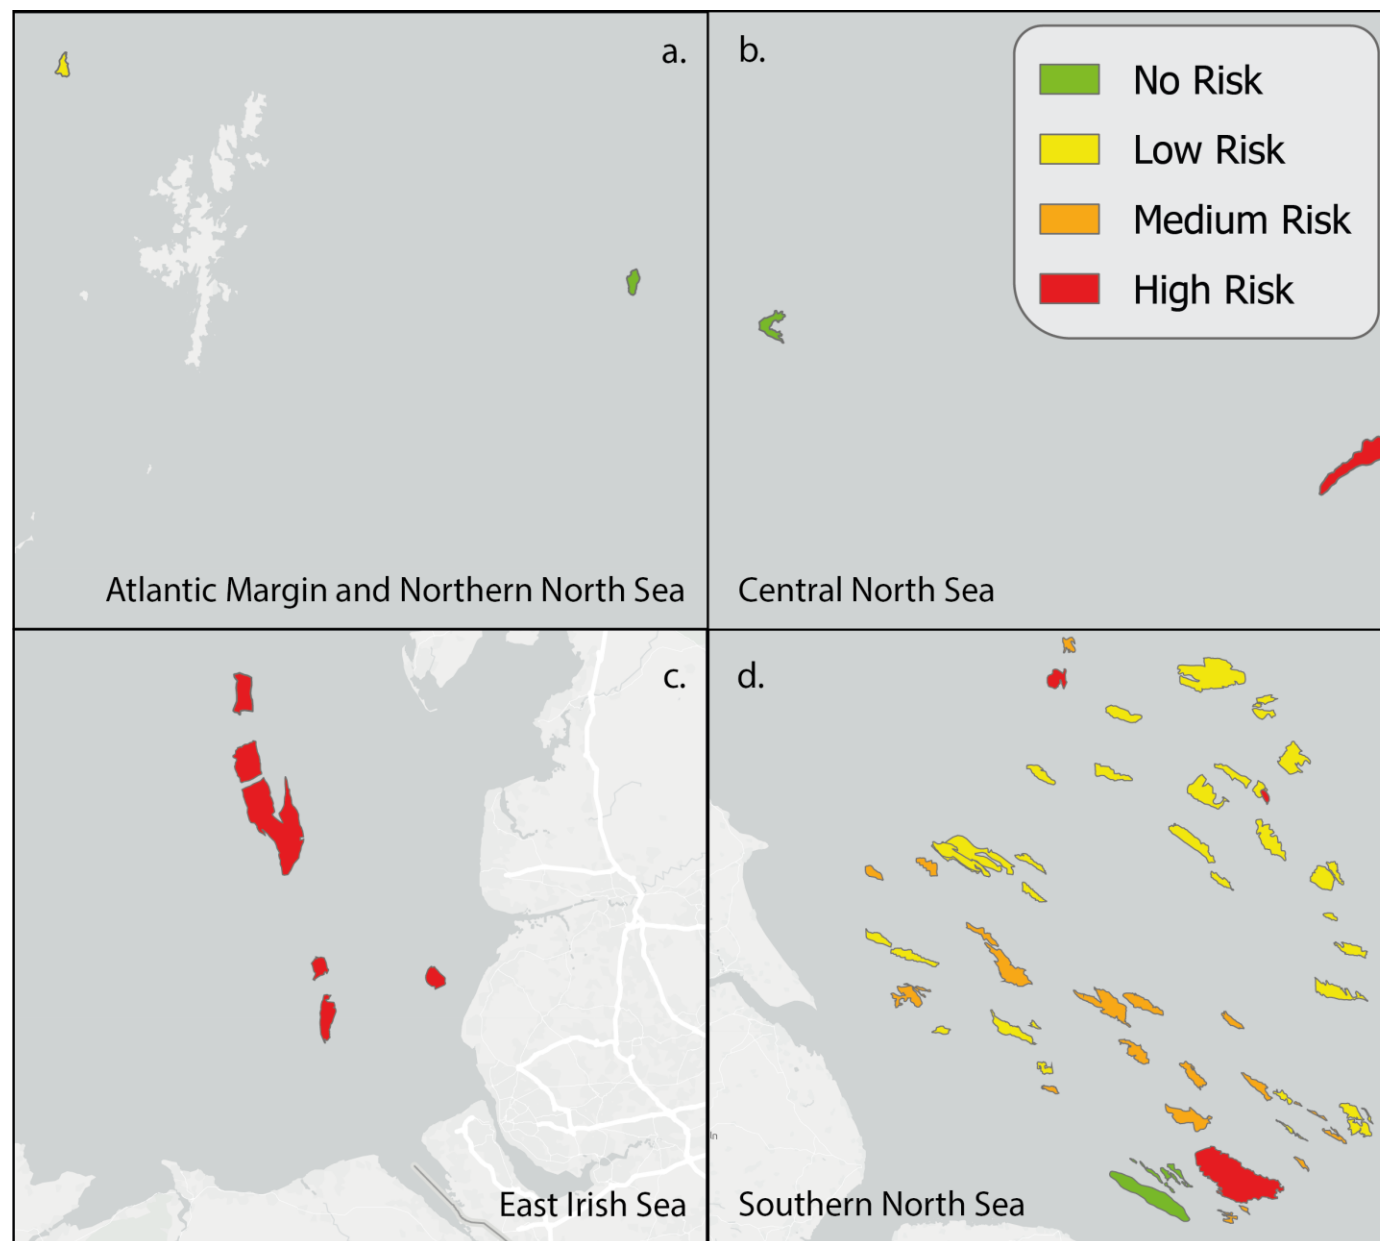 a.
Atlantic Margin and Northern North Sea
b.
No Risk
Low Risk
Medium Risk
High Risk
Central North Sea
c.
East Irish Sea
d.
ln
Southern North Sea